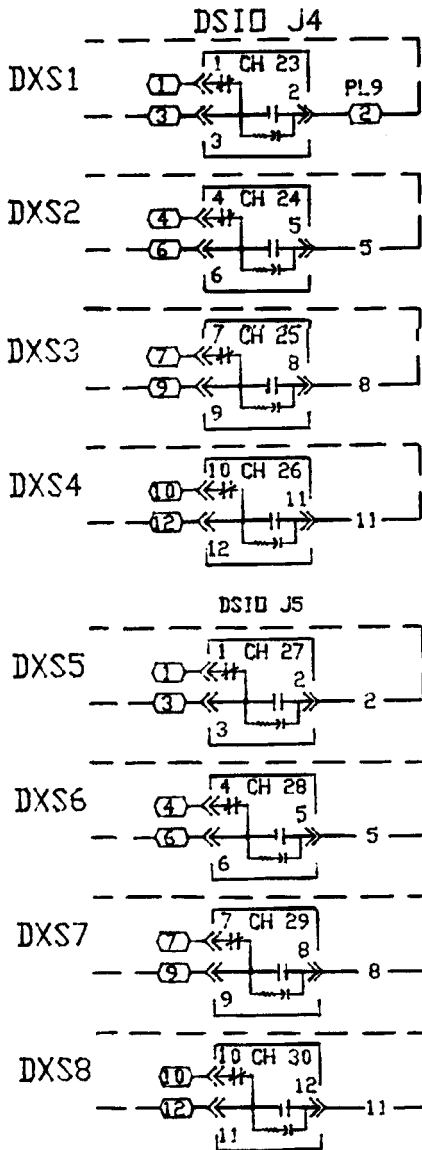 DSIO J4
DXS1
1 1 CH 23 2 PL9
3 2
3
DXS2
4 4 CH 24 5
6 5
6
DXS3
7 7 CH 25 8
9 8
9
DXS4
10 10 CH 26 11
12 11
12
DSIO J5
DXS5
1 1 CH 27 2
3 2
3
DXS6
4 4 CH 28 5
6 5
6
DXS7
7 7 CH 29 8
9 8
9
DXS8
10 10 CH 30 12
12 11
11